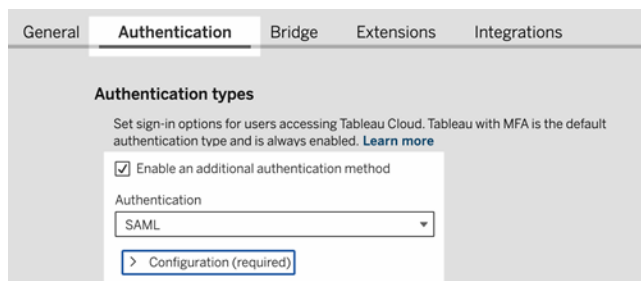 General Authentication Bridge Extensions Integrations
Authentication types
Set sign-in options for users accessing Tableau Cloud. Tableau with MFA is the default
authentication type and is always enabled. Learn more
Enable an additional authentication method
Authentication
SAML
Configuration (required)